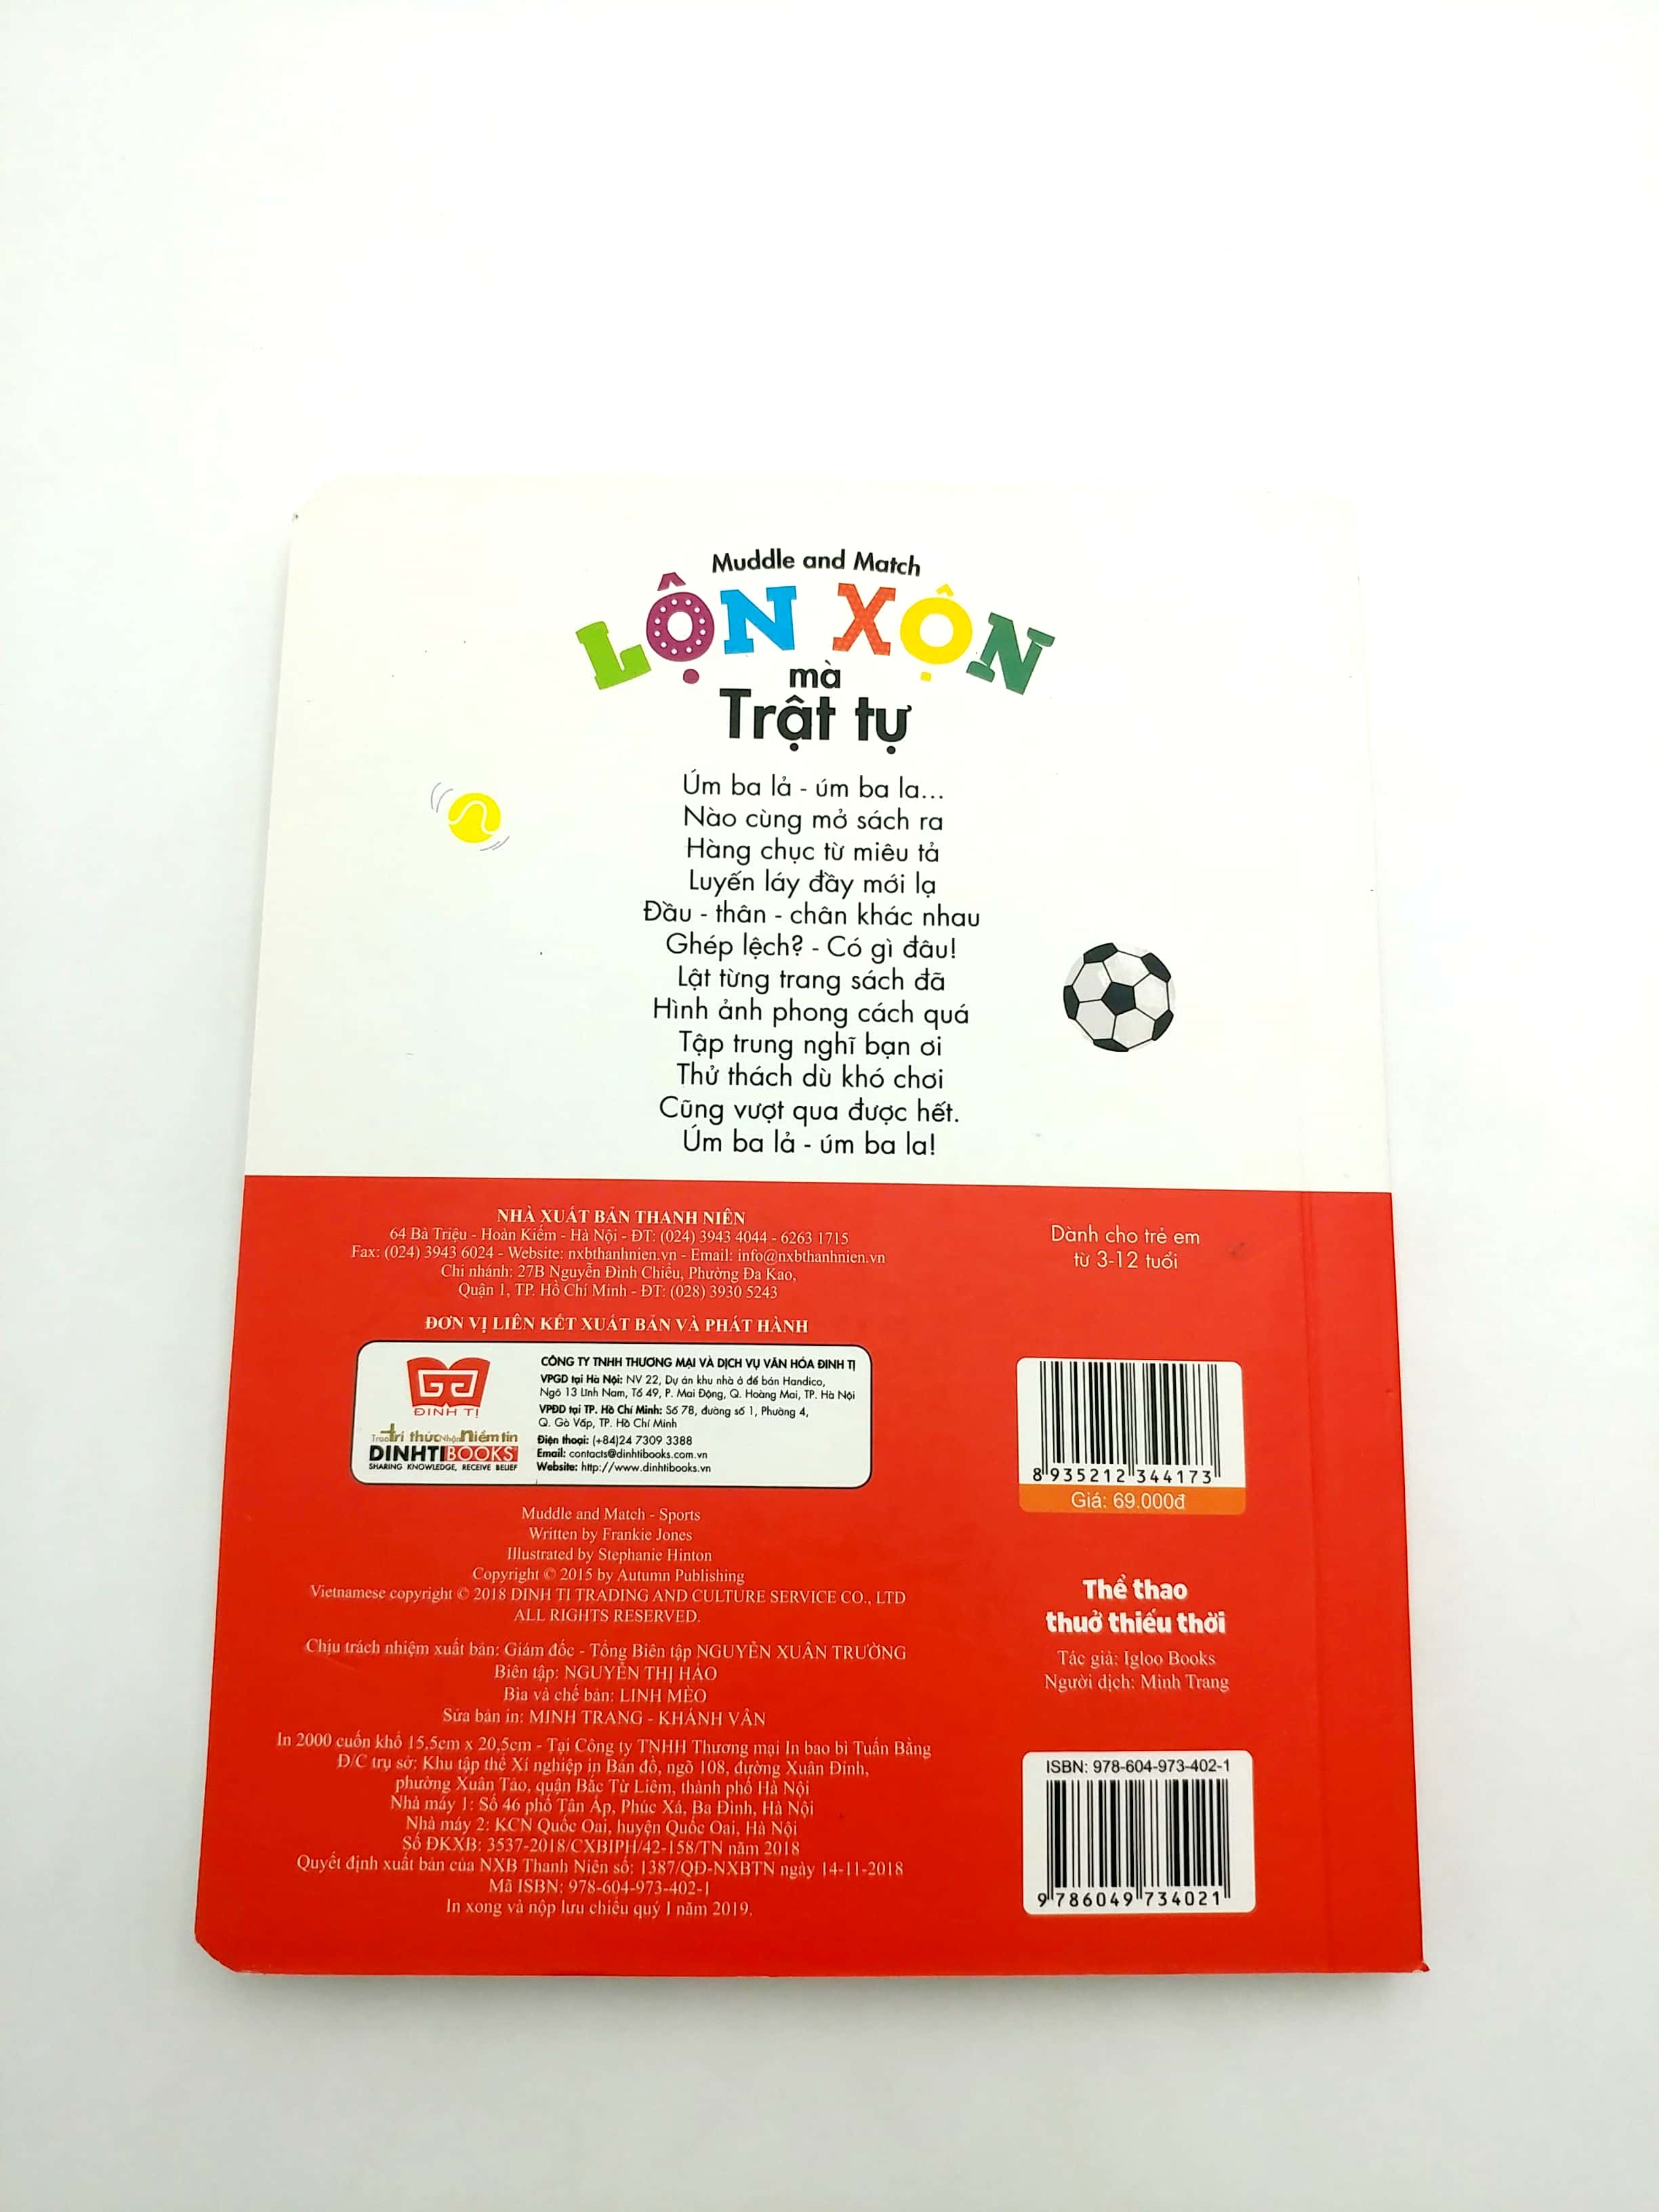 Muddle and Match
LỘN XỘN
mà
Trật tự
Úm ba lả - úm ba la...
Nào cùng mở sách ra
Hàng chục từ miêu tả
Luyến láy đầy mới lạ
Đầu - thân - chân khác nhau
Ghép lệch? - Có gì đâu!
Lật từng trang sách đã
Hình ảnh phong cách quá
Tập trung nghĩ bạn ơi
Thử thách dù khó chơi
Cũng vượt qua được hết.
Úm ba lả - úm ba la!
NHÀ XUẤT BẢN THANH NIÊN
64 Bà Triệu - Hoàn Kiếm - Hà Nội - ĐT: (024) 3943 4044 - 6263 1715
Fax: (024) 3943 6024 - Website: nxbthanhnien.vn - Email: info@nxbthanhnien.vn
Chi nhánh: 27B Nguyễn Đình Chiểu, Phường Đa Kao,
Quận 1, TP. Hồ Chí Minh - ĐT: (028) 3930 5243
ĐƠN VỊ LIÊN KẾT XUẤT BẢN VÀ PHÁT HÀNH
ĐINH TỊ
Trao tri thức Nhận niềm tin
DINHTIBOOKS
SHARING KNOWLEDGE, RECEIVE BELIEF
CÔNG TY TNHH THƯƠNG MẠI VÀ DỊCH VỤ VĂN HÓA ĐINH TỊ
VPGD tại Hà Nội: NV 22, Dự án khu nhà ở để bán Handico,
Ngõ 13 Lĩnh Nam, Tổ 49, P. Mai Động, Q. Hoàng Mai, TP. Hà Nội
VPĐD tại TP. Hồ Chí Minh: Số 78, đường số 1, Phường 4,
Q. Gò Vấp, TP. Hồ Chí Minh
Điện thoại: (+84)24 7309 3388
Email: contacts@dinhtibooks.com.vn
Website: http://www.dinhtibooks.vn
Muddle and Match - Sports
Written by Frankie Jones
Illustrated by Stephanie Hinton
Copyright © 2015 by Autumn Publishing
Vietnamese copyright © 2018 DINH TI TRADING AND CULTURE SERVICE CO., LTD
ALL RIGHTS RESERVED.
Chịu trách nhiệm xuất bản: Giám đốc - Tổng Biên tập NGUYỄN XUÂN TRƯỜNG
Biên tập: NGUYỄN THỊ HẢO
Bìa và chế bản: LINH MÈO
Sửa bản in: MINH TRANG - KHÁNH VÂN
In 2000 cuốn khổ 15,5cm x 20,5cm - Tại Công ty TNHH Thương mại In bao bì Tuấn Bằng
Đ/C trụ sở: Khu tập thể Xí nghiệp in Bản đồ, ngõ 108, đường Xuân Đỉnh,
phường Xuân Tảo, quận Bắc Từ Liêm, thành phố Hà Nội
Nhà máy 1: Số 46 phố Tân Ấp, Phúc Xá, Ba Đình, Hà Nội
Nhà máy 2: KCN Quốc Oai, huyện Quốc Oai, Hà Nội
Số ĐKXB: 3537-2018/CXBIPH/42-158/TN năm 2018
Quyết định xuất bản của NXB Thanh Niên số: 1387/QĐ-NXBTN ngày 14-11-2018
Mã ISBN: 978-604-973-402-1
In xong và nộp lưu chiểu quý I năm 2019.
Dành cho trẻ em
từ 3-12 tuổi
8 935212 344173
Giá: 69.000đ
Thể thao
thuở thiếu thời
Tác giả: Igloo Books
Người dịch: Minh Trang
ISBN: 978-604-973-402-1
9 786049 734021